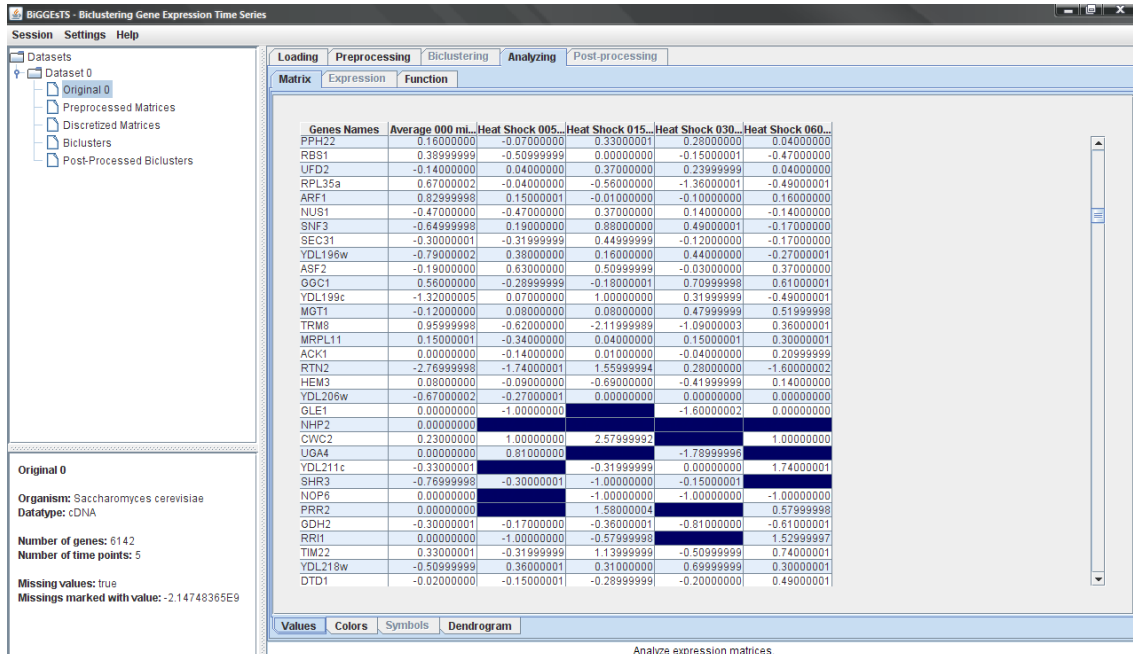 BiGGEsTS - Biclustering Gene Expression Time Series
Session Settings Help
Datasets
Dataset 0
Original 0
Preprocessed Matrices
Discretized Matrices
Biclusters
Post-Processed Biclusters
Original 0
Organism: Saccharomyces cerevisiae
Datatype: cDNA
Number of genes: 6142
Number of time points: 5
Missing values: true
Missings marked with value: -2.14748365E9
Loading Preprocessing Biclustering Analyzing Post-processing
Matrix Expression Function
Genes Names Average 000 mi... Heat Shock 005... Heat Shock 015... Heat Shock 030... Heat Shock 060...
PPH22 0.16000000 -0.07000000 0.33000001 0.28000000 0.04000000
RBS1 0.38999999 -0.50999999 0.00000000 -0.15000001 -0.47000000
UFD2 -0.14000000 0.04000000 0.37000000 0.23999999 0.04000000
RPL35a 0.67000002 -0.04000000 -0.56000000 -1.36000001 -0.49000001
ARF1 0.82999998 0.15000001 -0.01000000 -0.10000000 0.16000000
NUS1 -0.47000000 -0.47000000 0.37000000 0.14000000 -0.14000000
SNF3 -0.64999998 0.19000000 0.88000000 0.49000001 -0.17000000
SEC31 -0.30000001 -0.31999999 0.44999999 -0.12000000 -0.17000000
YDL196w -0.79000002 0.38000000 0.16000000 0.44000000 -0.27000001
ASF2 -0.19000000 0.63000000 0.50999999 -0.03000000 0.37000000
GGC1 0.56000000 -0.28999999 -0.18000001 0.70999998 0.61000001
YDL199c -1.32000005 0.07000000 1.00000000 0.31999999 -0.49000001
MGT1 -0.12000000 0.08000000 0.08000000 0.47999999 0.51999998
TRM8 0.95999998 -0.62000000 -2.11999989 -1.09000003 0.36000001
MRPL11 0.15000001 -0.34000000 0.04000000 0.15000001 0.30000001
ACK1 0.00000000 -0.14000000 0.01000000 -0.04000000 0.20999999
RTN2 -2.76999998 -1.74000001 1.55999994 0.28000000 -1.60000002
HEM3 0.08000000 -0.09000000 -0.69000000 -0.41999999 0.14000000
YDL206w -0.67000002 -0.27000001 0.00000000 0.00000000 0.00000000
GLE1 0.00000000 -1.00000000 -1.60000002 0.00000000
NHP2 0.00000000
CWC2 0.23000000 1.00000000 2.57999992 1.00000000
UGA4 0.00000000 0.81000000 -1.78999996
YDL211c -0.33000001 -0.31999999 0.00000000 1.74000001
SHR3 -0.76999998 -0.30000001 -1.00000000 -0.15000001
NOP6 0.00000000 -1.00000000 -1.00000000 -1.00000000
PRR2 0.00000000 1.58000004 0.57999998
GDH2 -0.30000001 -0.17000000 -0.36000001 -0.81000000 -0.61000001
RRI1 0.00000000 -1.00000000 -0.57999998 1.52999997
TIM22 0.33000001 -0.31999999 1.13999999 -0.50999999 0.74000001
YDL218w -0.50999999 0.36000001 0.31000000 0.69999999 0.30000001
DTD1 -0.02000000 -0.15000001 -0.28999999 -0.20000000 0.49000001
Values Colors Symbols Dendrogram
Analyze expression matrices.